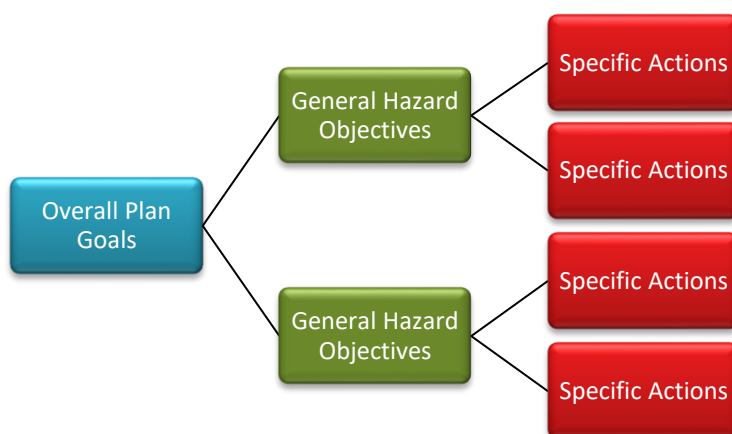 Specific Actions
General Hazard
Objectives
Specific Actions
Overall Plan
Goals
Specific Actions
General Hazard
Objectives
Specific Actions